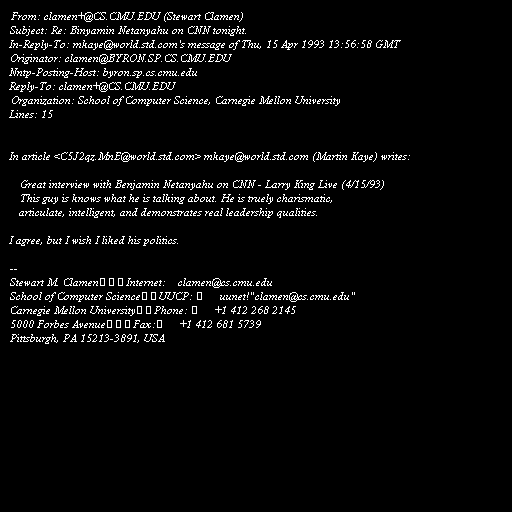 From: clamen+@CS.CMU.EDU (Stewart Clamen)
Subject: Re: Binyamin Netanyahu on CNN tonight.
In-Reply-To: mkaye@world.std.com's message of Thu, 15 Apr 1993 13:56:58 GMT
Originator: clamen@BYRON.SP.CS.CMU.EDU
Nntp-Posting-Host: byron.sp.cs.cmu.edu
Reply-To: clamen+@CS.CMU.EDU
Organization: School of Computer Science, Carnegie Mellon University
Lines: 15
In article <C5J2qz.MnE@world.std.com> mkaye@world.std.com (Martin Kaye) writes:
Great interview with Benjamin Netanyahu on CNN - Larry King Live (4/15/93)
This guy is knows what he is talking about. He is truely charismatic,
articulate, intelligent, and demonstrates real leadership qualities.
I agree, but I wish I liked his politics.
--
Stewart M. Clamen Internet: clamen@cs.cmu.edu
School of Computer Science UUCP: uunet!"clamen@cs.cmu.edu"
Carnegie Mellon University Phone: +1 412 268 2145
5000 Forbes Avenue Fax: +1 412 681 5739
Pittsburgh, PA 15213-3891, USA